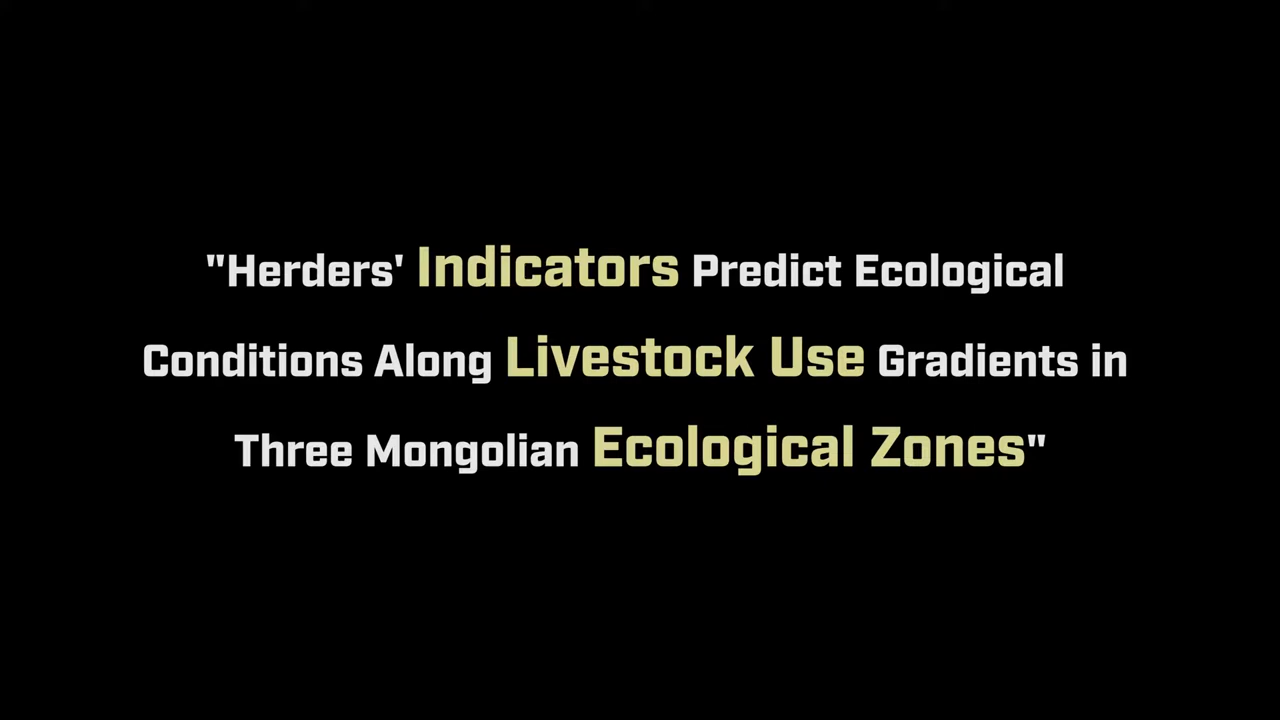 "Herders' Indicators Predict Ecological
Conditions Along Livestock Use Gradients in
Three Mongolian Ecological Zones"